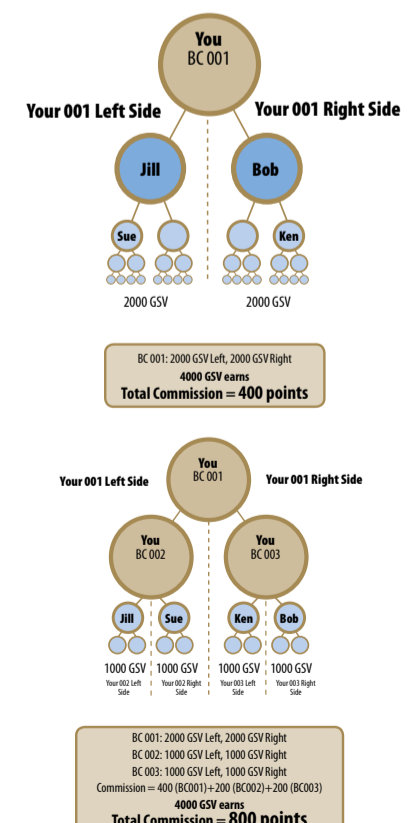 You
BC 001
Your 001 Left Side
Your 001 Right Side
Jill
Bob
Sue
Ken
2000 GSV
2000 GSV
BC 001: 2000 GSV Left, 2000 GSV Right
4000 GSV earns
Total Commission = 400 points
You
BC 001
Your 001 Left Side
Your 001 Right Side
You
BC 002
You
BC 003
Jill
Sue
Ken
Bob
1000 GSV
1000 GSV
1000 GSV
1000 GSV
Your 002 Left
Side
Your 002 Right
Side
Your 003 Left
Side
Your 003 Right
Side
BC 001: 2000 GSV Left, 2000 GSV Right
BC 002: 1000 GSV Left, 1000 GSV Right
BC 003: 1000 GSV Left, 1000 GSV Right
Commission = 400 (BC001)+200 (BC002)+200 (BC003)
4000 GSV earns
Total Commission = 800 points